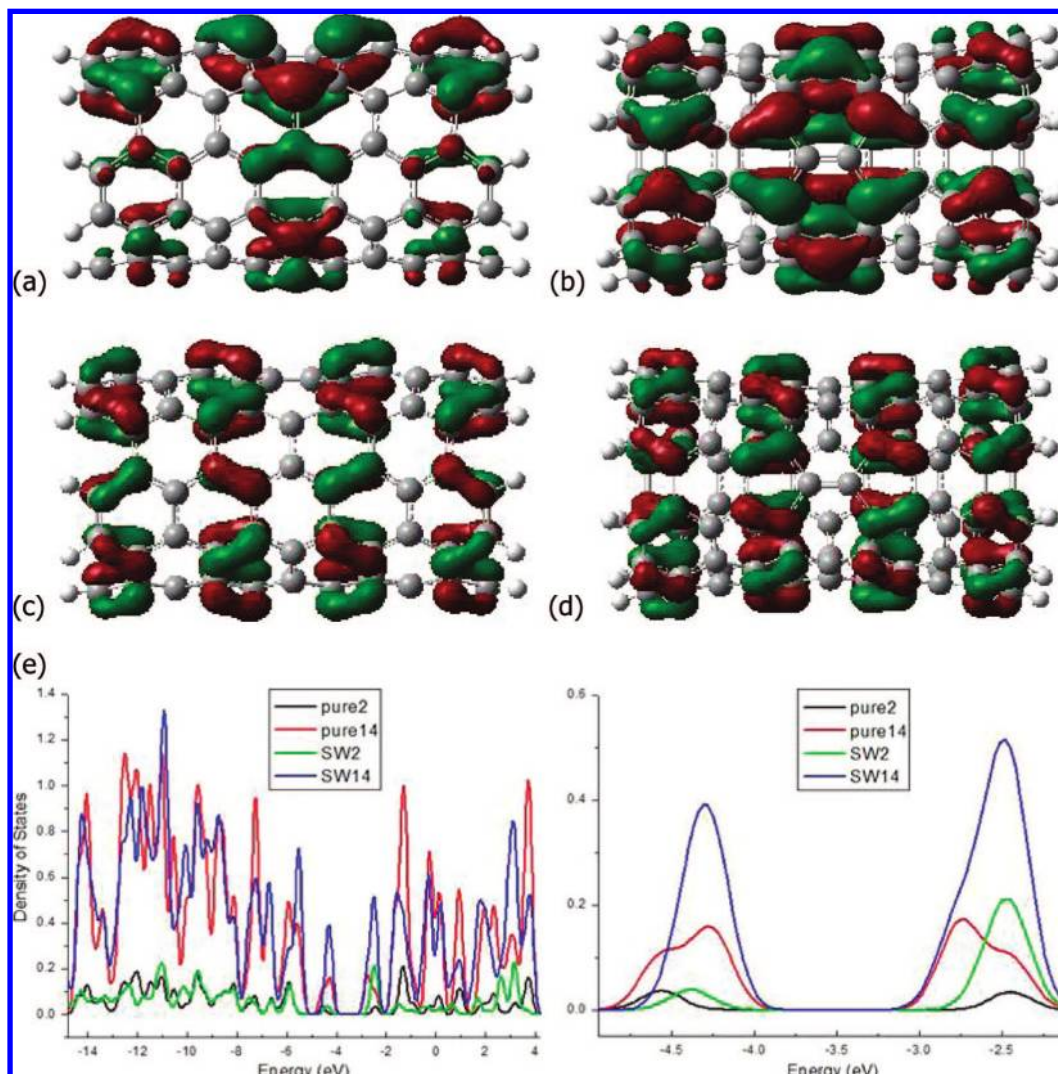 (a)
(b)
(c)
(d)
(e)
1.4
1.2
1.0
0.8
0.6
0.4
0.2
0.0
Density of States
pure2
pure14
SW2
SW14
-14 -12 -10 -8 -6 -4 -2 0 2 4
Energy (eV)
0.6
0.4
0.2
0.0
pure2
pure14
SW2
SW14
-4.5 -4.0 -3.5 -3.0 -2.5
Energy (eV)